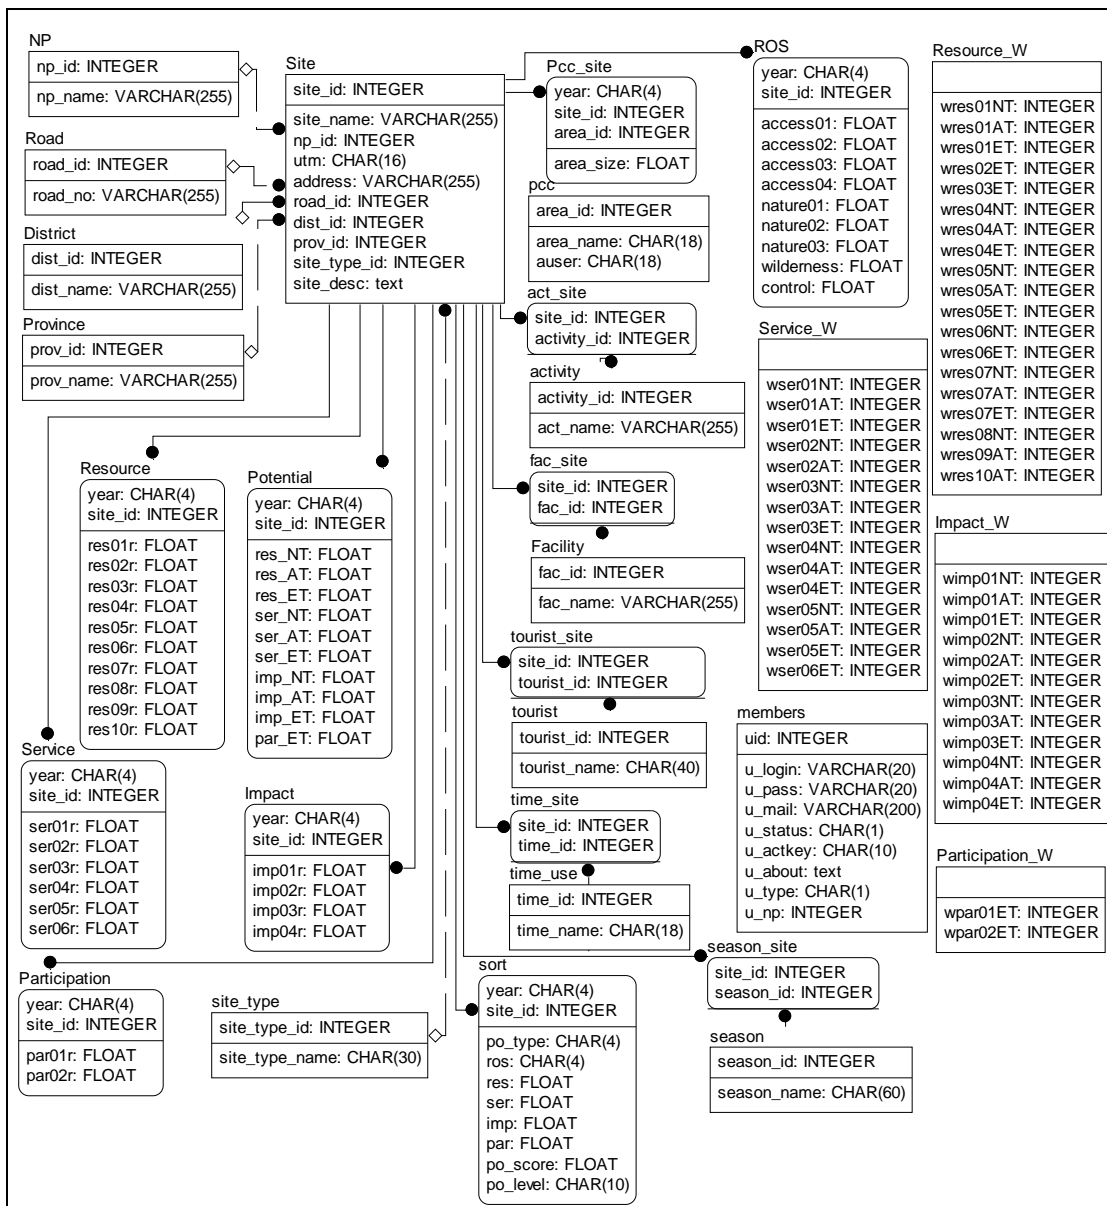 NP
np_id: INTEGER
np_name: VARCHAR(255)
Road
road_id: INTEGER
road_no: VARCHAR(255)
District
dist_id: INTEGER
dist_name: VARCHAR(255)
Province
prov_id: INTEGER
prov_name: VARCHAR(255)
Site
site_id: INTEGER
site_name: VARCHAR(255)
np_id: INTEGER
utm: CHAR(16)
address: VARCHAR(255)
road_id: INTEGER
dist_id: INTEGER
prov_id: INTEGER
site_type_id: INTEGER
site_desc: text
Pcc_site
year: CHAR(4)
site_id: INTEGER
area_id: INTEGER
area_size: FLOAT
pcc
area_id: INTEGER
area_name: CHAR(18)
auser: CHAR(18)
act_site
site_id: INTEGER
activity_id: INTEGER
activity
activity_id: INTEGER
act_name: VARCHAR(255)
fac_site
site_id: INTEGER
fac_id: INTEGER
Facility
fac_id: INTEGER
fac_name: VARCHAR(255)
tourist_site
site_id: INTEGER
tourist_id: INTEGER
tourist
tourist_id: INTEGER
tourist_name: CHAR(40)
time_site
site_id: INTEGER
time_id: INTEGER
time_use
time_id: INTEGER
time_name: CHAR(18)
ROS
year: CHAR(4)
site_id: INTEGER
access01: FLOAT
access02: FLOAT
access03: FLOAT
access04: FLOAT
nature01: FLOAT
nature02: FLOAT
nature03: FLOAT
wilderness: FLOAT
control: FLOAT
Service_W
wser01NT: INTEGER
wser01AT: INTEGER
wser01ET: INTEGER
wser02NT: INTEGER
wser02AT: INTEGER
wser03NT: INTEGER
wser03AT: INTEGER
wser03ET: INTEGER
wser04NT: INTEGER
wser04AT: INTEGER
wser04ET: INTEGER
wser05NT: INTEGER
wser05AT: INTEGER
wser05ET: INTEGER
wser06ET: INTEGER
members
uid: INTEGER
u_login: VARCHAR(20)
u_pass: VARCHAR(20)
u_mail: VARCHAR(200)
u_status: CHAR(1)
u_actkey: CHAR(10)
u_about: text
u_type: CHAR(1)
u_np: INTEGER
Resource_W
wres01NT: INTEGER
wres01AT: INTEGER
wres01ET: INTEGER
wres02ET: INTEGER
wres03ET: INTEGER
wres04NT: INTEGER
wres04AT: INTEGER
wres04ET: INTEGER
wres05NT: INTEGER
wres05AT: INTEGER
wres05ET: INTEGER
wres06NT: INTEGER
wres06ET: INTEGER
wres07NT: INTEGER
wres07AT: INTEGER
wres07ET: INTEGER
wres08NT: INTEGER
wres09AT: INTEGER
wres10AT: INTEGER
Impact_W
wimp01NT: INTEGER
wimp01AT: INTEGER
wimp01ET: INTEGER
wimp02NT: INTEGER
wimp02AT: INTEGER
wimp02ET: INTEGER
wimp03NT: INTEGER
wimp03AT: INTEGER
wimp03ET: INTEGER
wimp04NT: INTEGER
wimp04AT: INTEGER
wimp04ET: INTEGER
Participation_W
wpar01ET: INTEGER
wpar02ET: INTEGER
Resource
year: CHAR(4)
site_id: INTEGER
res01r: FLOAT
res02r: FLOAT
res03r: FLOAT
res04r: FLOAT
res05r: FLOAT
res06r: FLOAT
res07r: FLOAT
res08r: FLOAT
res09r: FLOAT
res10r: FLOAT
Potential
year: CHAR(4)
site_id: INTEGER
res_NT: FLOAT
res_AT: FLOAT
res_ET: FLOAT
ser_NT: FLOAT
ser_AT: FLOAT
ser_ET: FLOAT
imp_NT: FLOAT
imp_AT: FLOAT
imp_ET: FLOAT
par_ET: FLOAT
Service
year: CHAR(4)
site_id: INTEGER
ser01r: FLOAT
ser02r: FLOAT
ser03r: FLOAT
ser04r: FLOAT
ser05r: FLOAT
ser06r: FLOAT
Impact
year: CHAR(4)
site_id: INTEGER
imp01r: FLOAT
imp02r: FLOAT
imp03r: FLOAT
imp04r: FLOAT
Participation
year: CHAR(4)
site_id: INTEGER
par01r: FLOAT
par02r: FLOAT
site_type
site_type_id: INTEGER
site_type_name: CHAR(30)
sort
year: CHAR(4)
site_id: INTEGER
po_type: CHAR(4)
ros: CHAR(4)
res: FLOAT
ser: FLOAT
imp: FLOAT
par: FLOAT
po_score: FLOAT
po_level: CHAR(10)
season_site
site_id: INTEGER
season_id: INTEGER
season
season_id: INTEGER
season_name: CHAR(60)